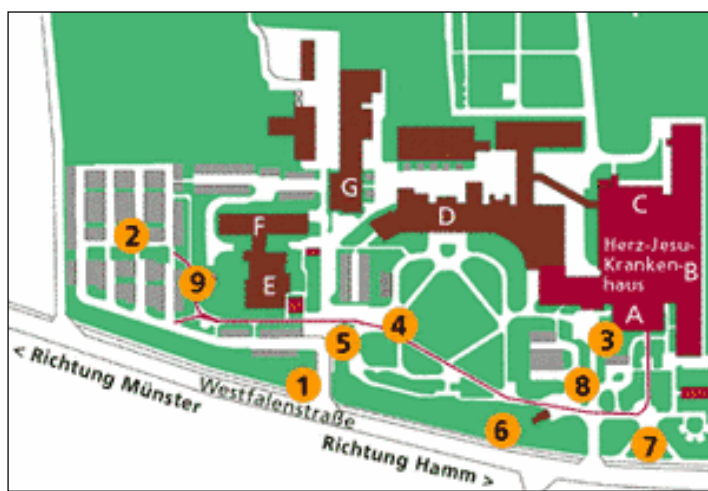 G
C
F
D
2
Herz-Jesu-
Kranken-
haus
B
E
9
A
4
3
5
1
8
< Richtung Münster
Westfalenstraße
6
7
Richtung Hamm >